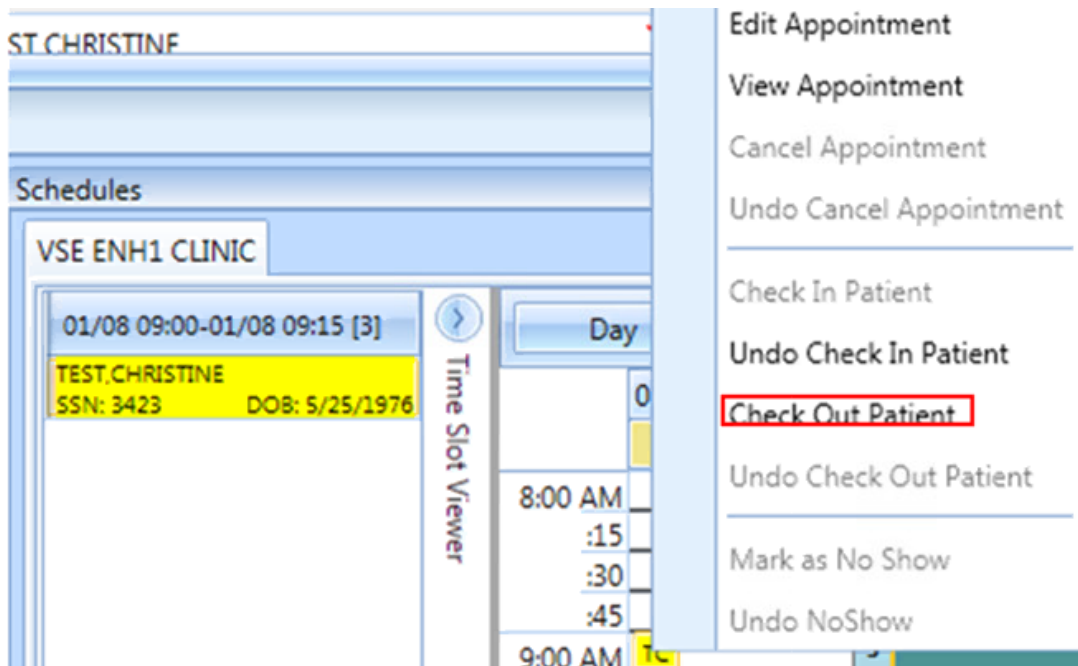 ST CHRISTINE
Schedules
VSE ENH1 CLINIC
01/08 09:00-01/08 09:15 [3]
TEST,CHRISTINE
SSN: 3423 DOB: 5/25/1976
Time Slot Viewer
Day
0
8:00 AM
:15
:30
:45
9:00 AM TC
Edit Appointment
View Appointment
Cancel Appointment
Undo Cancel Appointment
Check In Patient
Undo Check In Patient
Check Out Patient
Undo Check Out Patient
Mark as No Show
Undo NoShow